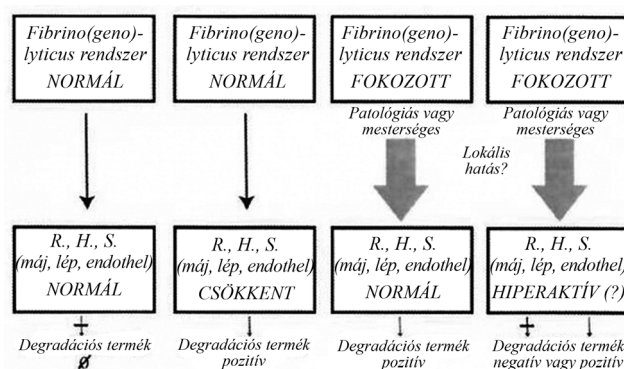 Fibrino(geno)-
lyticus rendszer
NORMÁL
Fibrino(geno)-
lyticus rendszer
NORMÁL
Fibrino(geno)-
lyticus rendszer
FOKOZOTT
Fibrino(geno)-
lyticus rendszer
FOKOZOTT
Patológiás vagy
mesterséges
Patológiás vagy
mesterséges
Lokális
hatás?
R., H., S.
(máj, lép, endothel)
NORMÁL
R., H., S.
(máj, lép, endothel)
CSÖKKENT
R., H., S.
(máj, lép, endothel)
NORMÁL
R., H., S.
(máj, lép, endothel)
HIPERAKTÍV (?)
Degradációs termék
ø
Degradációs termék
pozitív
Degradációs termék
pozitív
Degradációs termék
negatív vagy pozitív